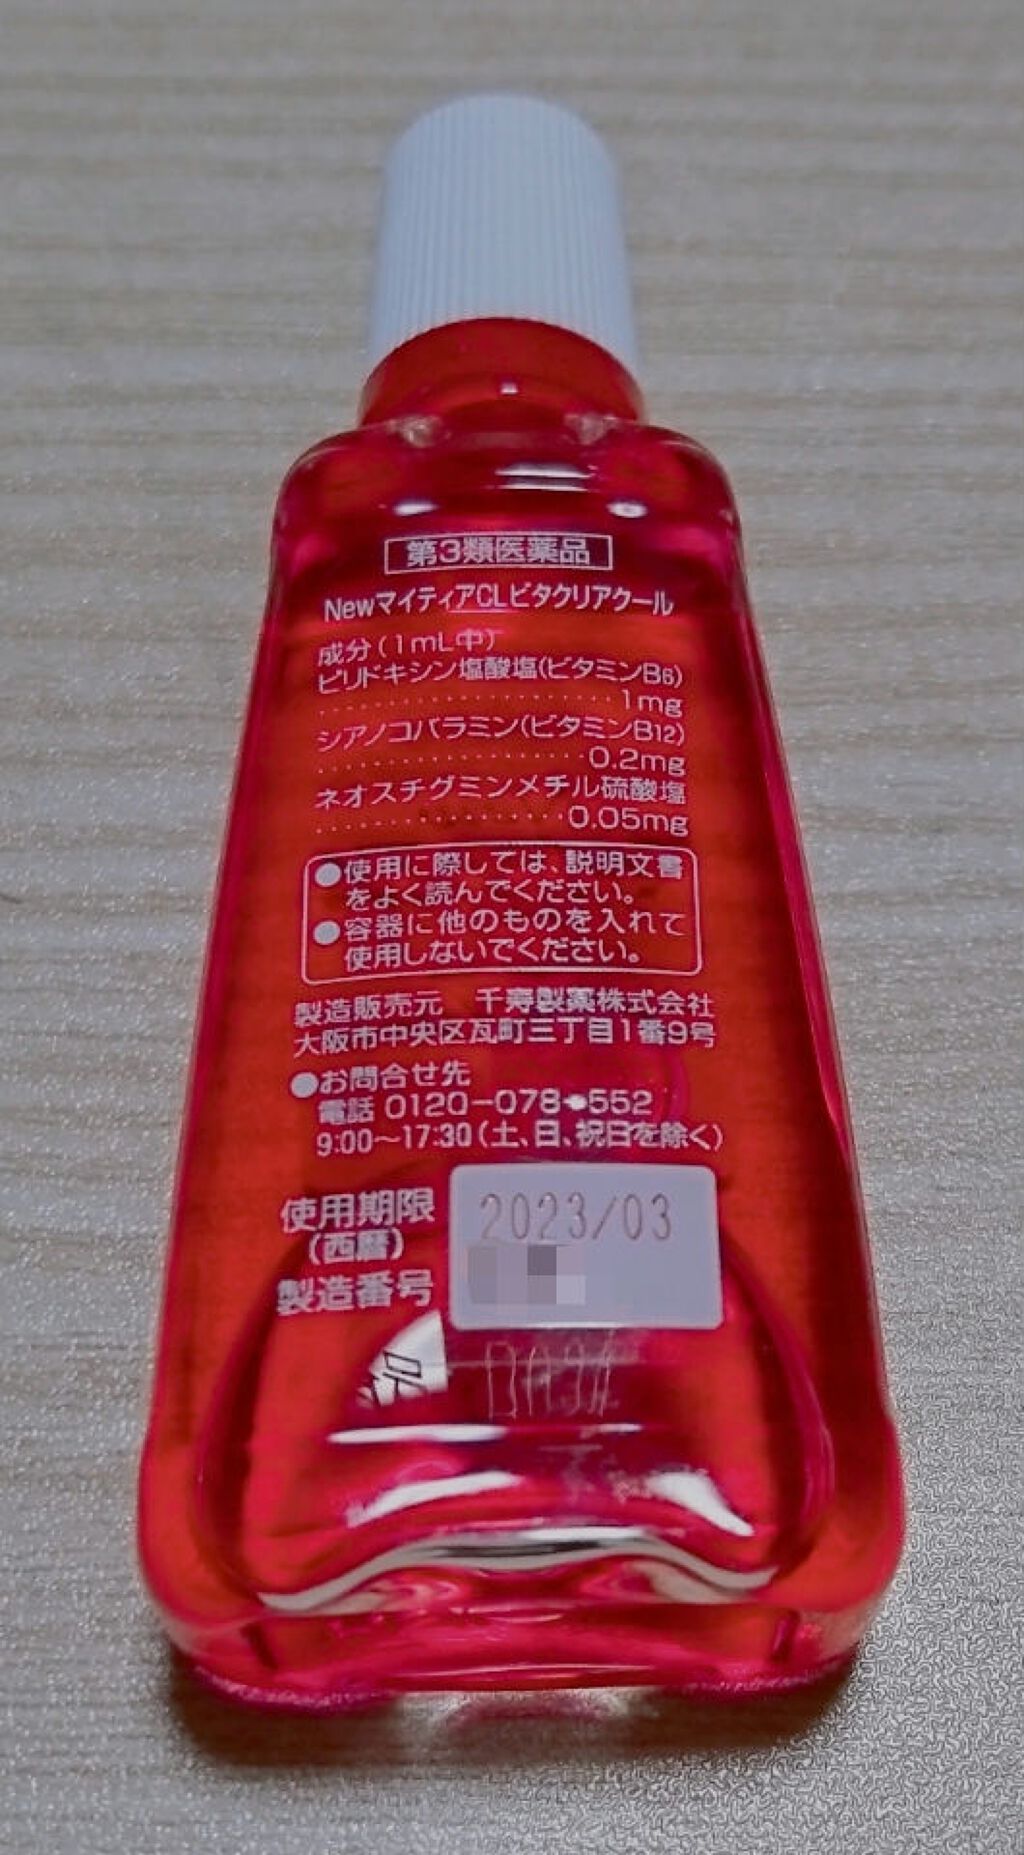 第3類医薬品
NewマイティアCLビタクリアクール
成分(1mL中)
ピリドキシン塩酸塩(ビタミンB6)
・・・・・・・・・・・・・・・・・・・・1mg
シアノコバラミン(ビタミンB12)
・・・・・・・・・・・・・・・・・・0.2mg
ネオスチグミンメチル硫酸塩
・・・・・・・・・・・・・・・・・0.05mg
●使用に際しては、説明文書
をよく読んでください。
●容器に他のものを入れて
使用しないでください。
製造販売元 千寿製薬株式会社
大阪市中央区瓦町三丁目1番9号
●お問合せ先
電話 0120-078-552
9:00～17:30(土、日、祝日を除く)
使用期限 2023/03
(西暦)
製造番号